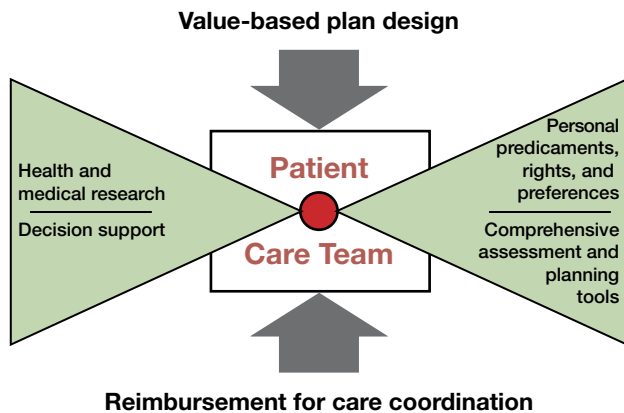 Value-based plan design
Health and
medical research
Decision support
Patient
Care Team
Personal
predicaments,
rights, and
preferences
Comprehensive
assessment and
planning
tools
Reimbursement for care coordination